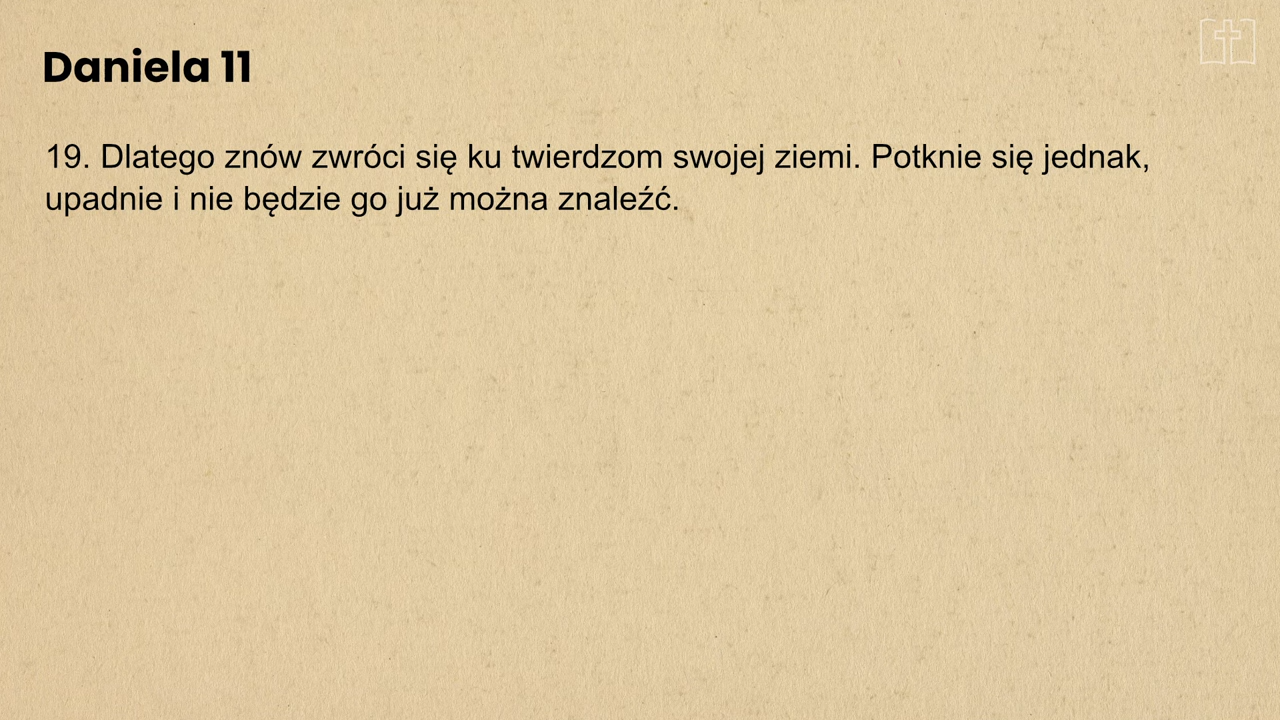 Daniela 11
19. Dlatego znów zwróci się ku twierdzom swojej ziemi. Potknie się jednak,
upadnie i nie będzie go już można znaleźć.